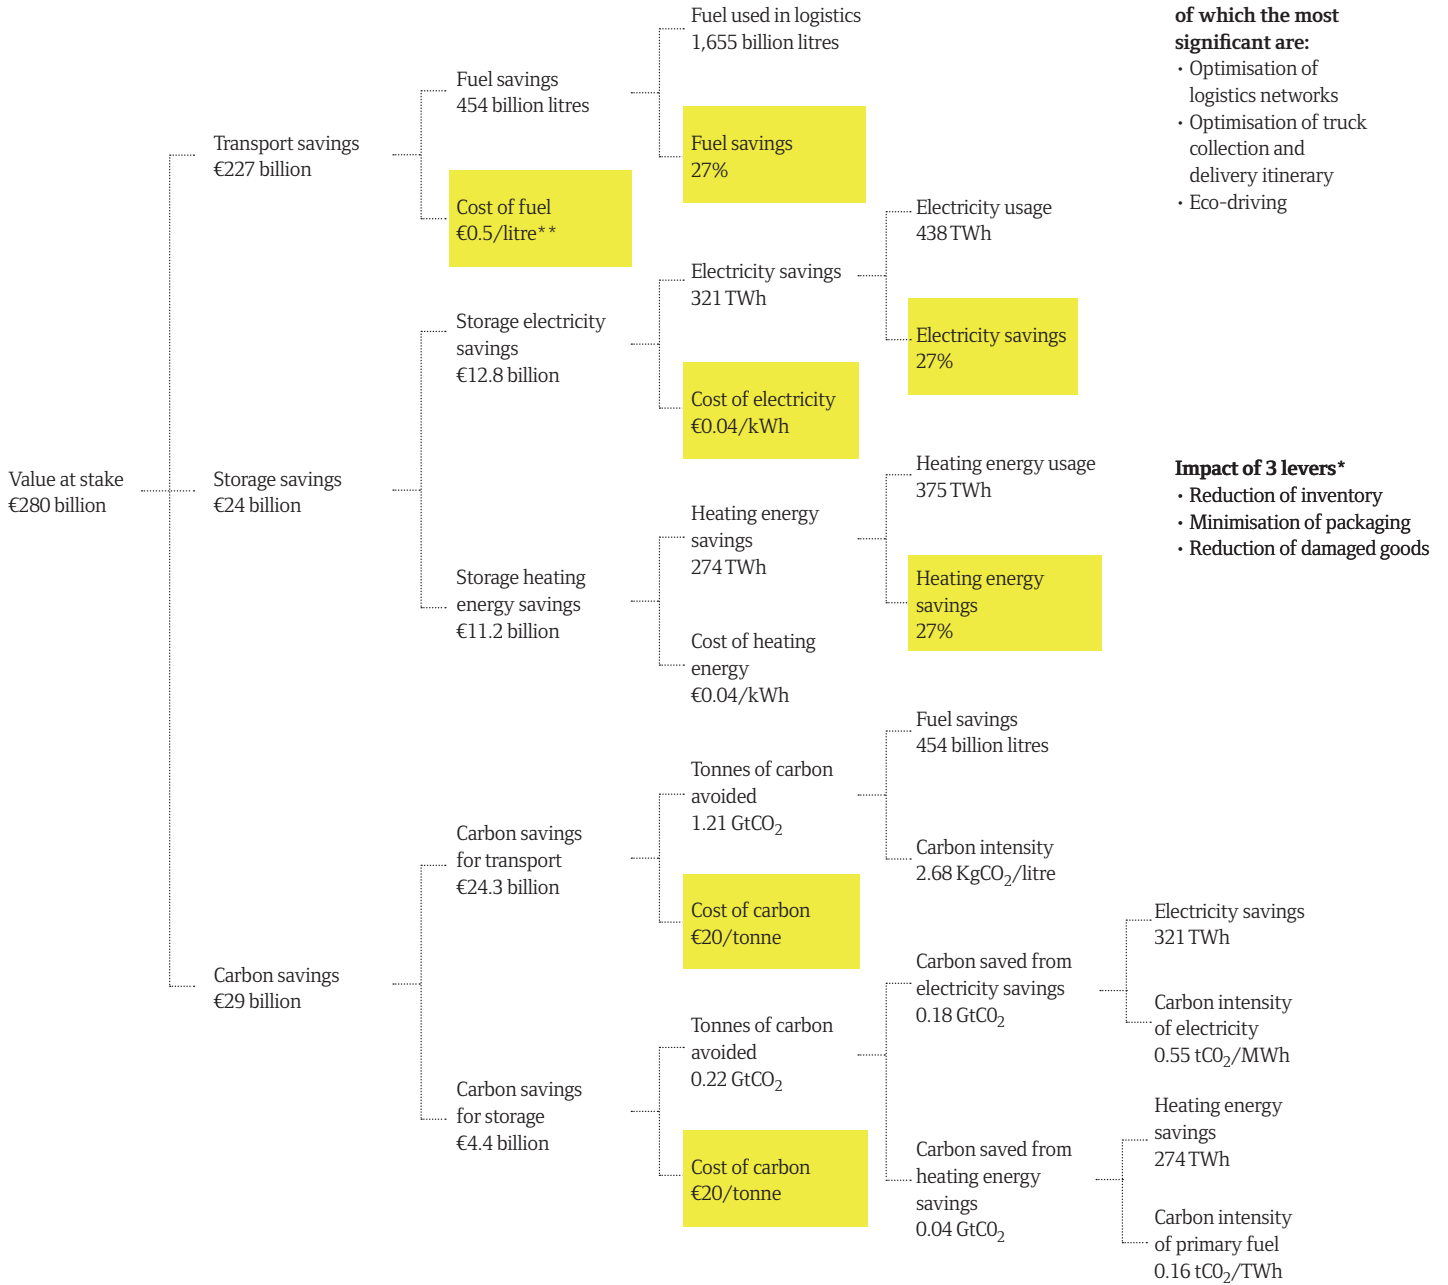 Fuel used in logistics
1,655 billion litres
of which the most
significant are:
· Optimisation of
logistics networks
· Optimisation of truck
collection and
delivery itinerary
· Eco-driving
Fuel savings
454 billion litres
Fuel savings
27%
Transport savings
€227 billion
Cost of fuel
€0.5/litre**
Electricity usage
438 TWh
Electricity savings
321 TWh
Electricity savings
27%
Storage electricity
savings
€12.8 billion
Cost of electricity
€0.04/kWh
Value at stake
€280 billion
Storage savings
€24 billion
Heating energy usage
375 TWh
Impact of 3 levers*
· Reduction of inventory
· Minimisation of packaging
· Reduction of damaged goods
Heating energy
savings
274 TWh
Heating energy
savings
27%
Storage heating
energy savings
€11.2 billion
Cost of heating
energy
€0.04/kWh
Fuel savings
454 billion litres
Tonnes of carbon
avoided
1.21 GtCO₂
Carbon savings
for transport
€24.3 billion
Carbon intensity
2.68 KgCO₂/litre
Cost of carbon
€20/tonne
Electricity savings
321 TWh
Carbon savings
€29 billion
Carbon saved from
electricity savings
0.18 GtC0₂
Carbon intensity
of electricity
0.55 tC0₂/MWh
Tonnes of carbon
avoided
0.22 GtCO₂
Carbon savings
for storage
€4.4 billion
Heating energy
savings
274 TWh
Cost of carbon
€20/tonne
Carbon saved from
heating energy
savings
0.04 GtC0₂
Carbon intensity
of primary fuel
0.16 tC0₂/TWh